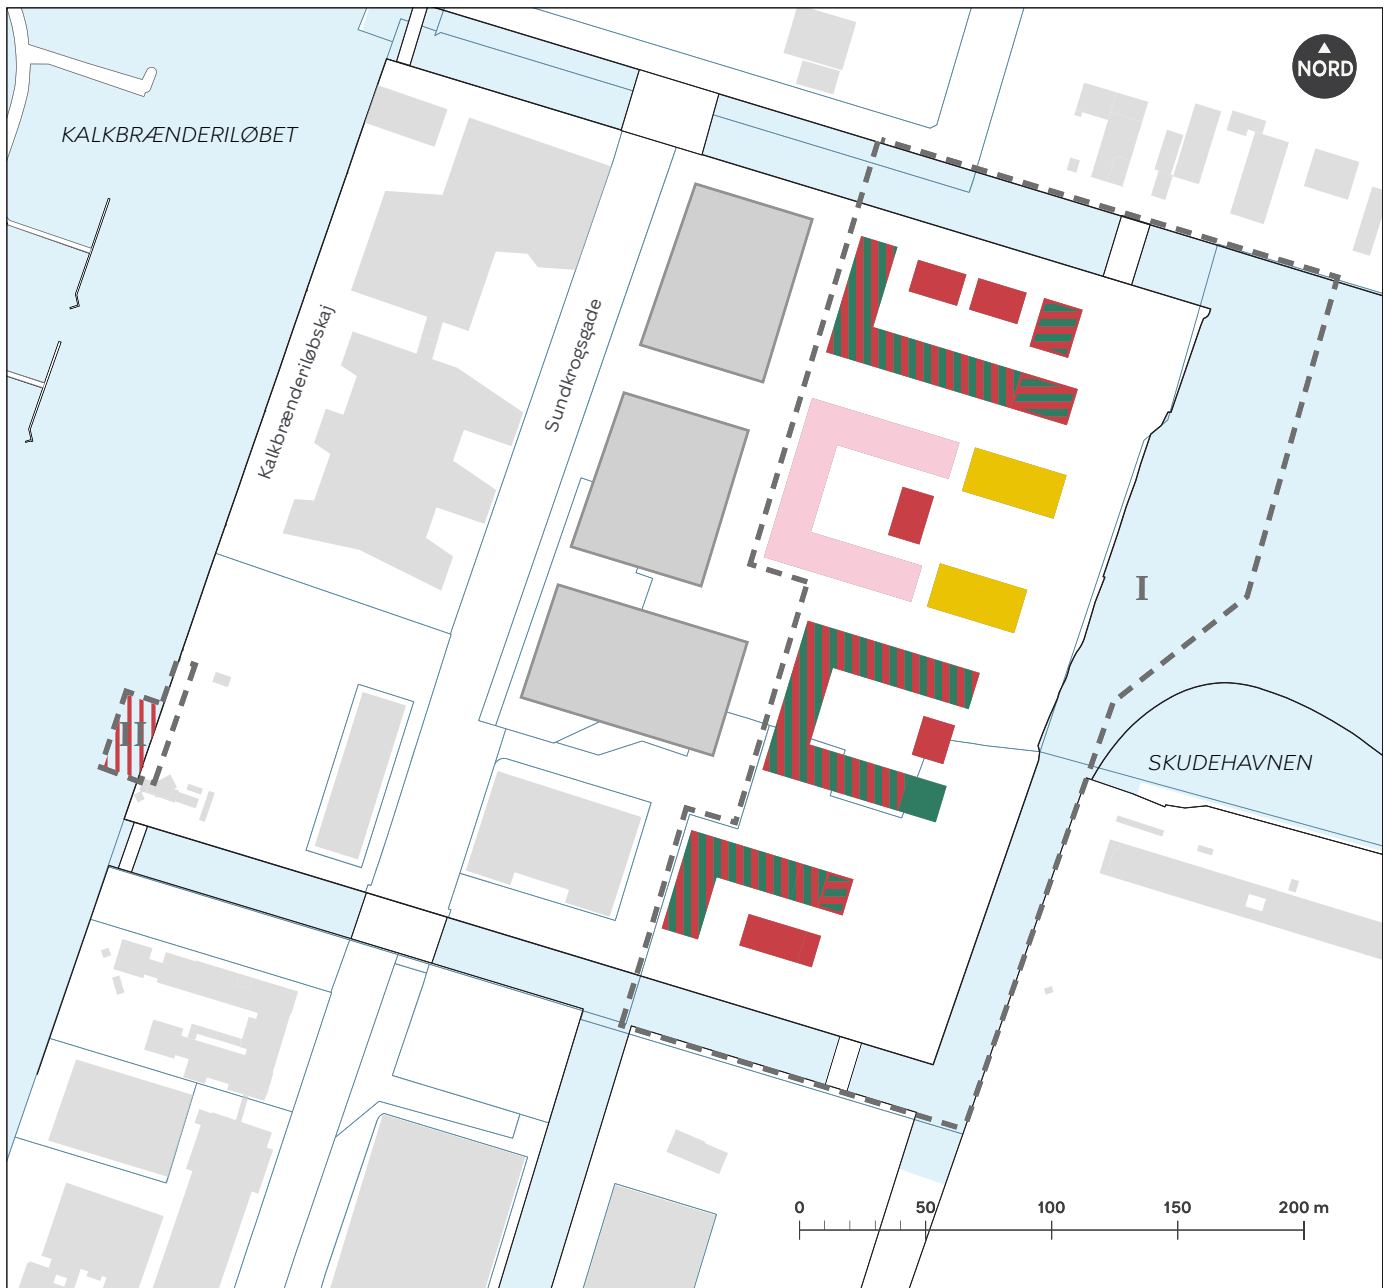 NORD
KALKBRÆNDERILØBET
Kalkbrænderiløbskaj
Sundkrogsgade
I
II
SKUDEHAVNEN
0 50 100 150 200 m